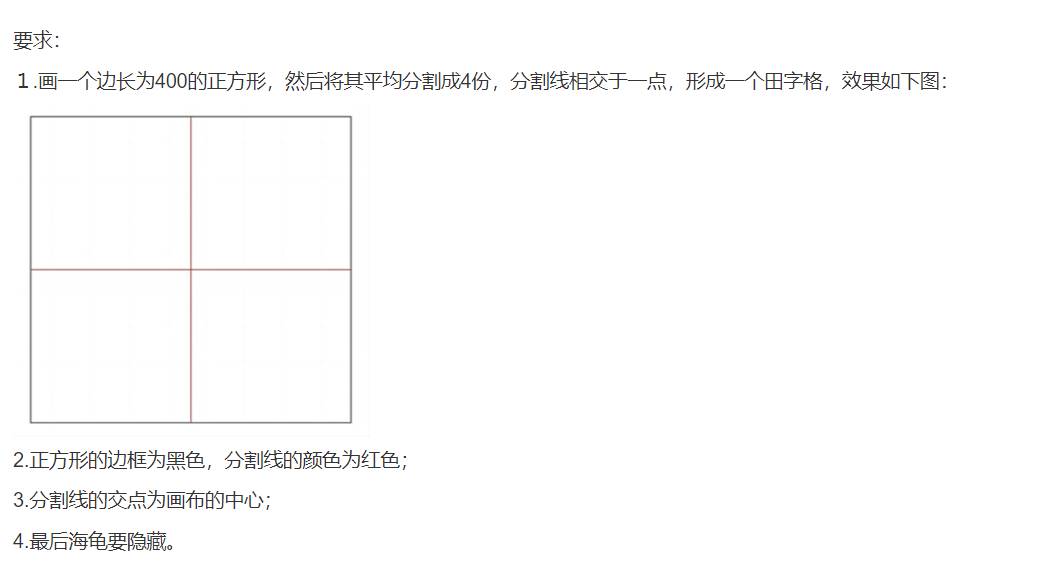 要求：
1.画一个边长为400的正方形，然后将其平均分割成4份，分割线相交于一点，形成一个田字格，效果如下图：
2.正方形的边框为黑色，分割线的颜色为红色；
3.分割线的交点为画布的中心；
4.最后海龟要隐藏。